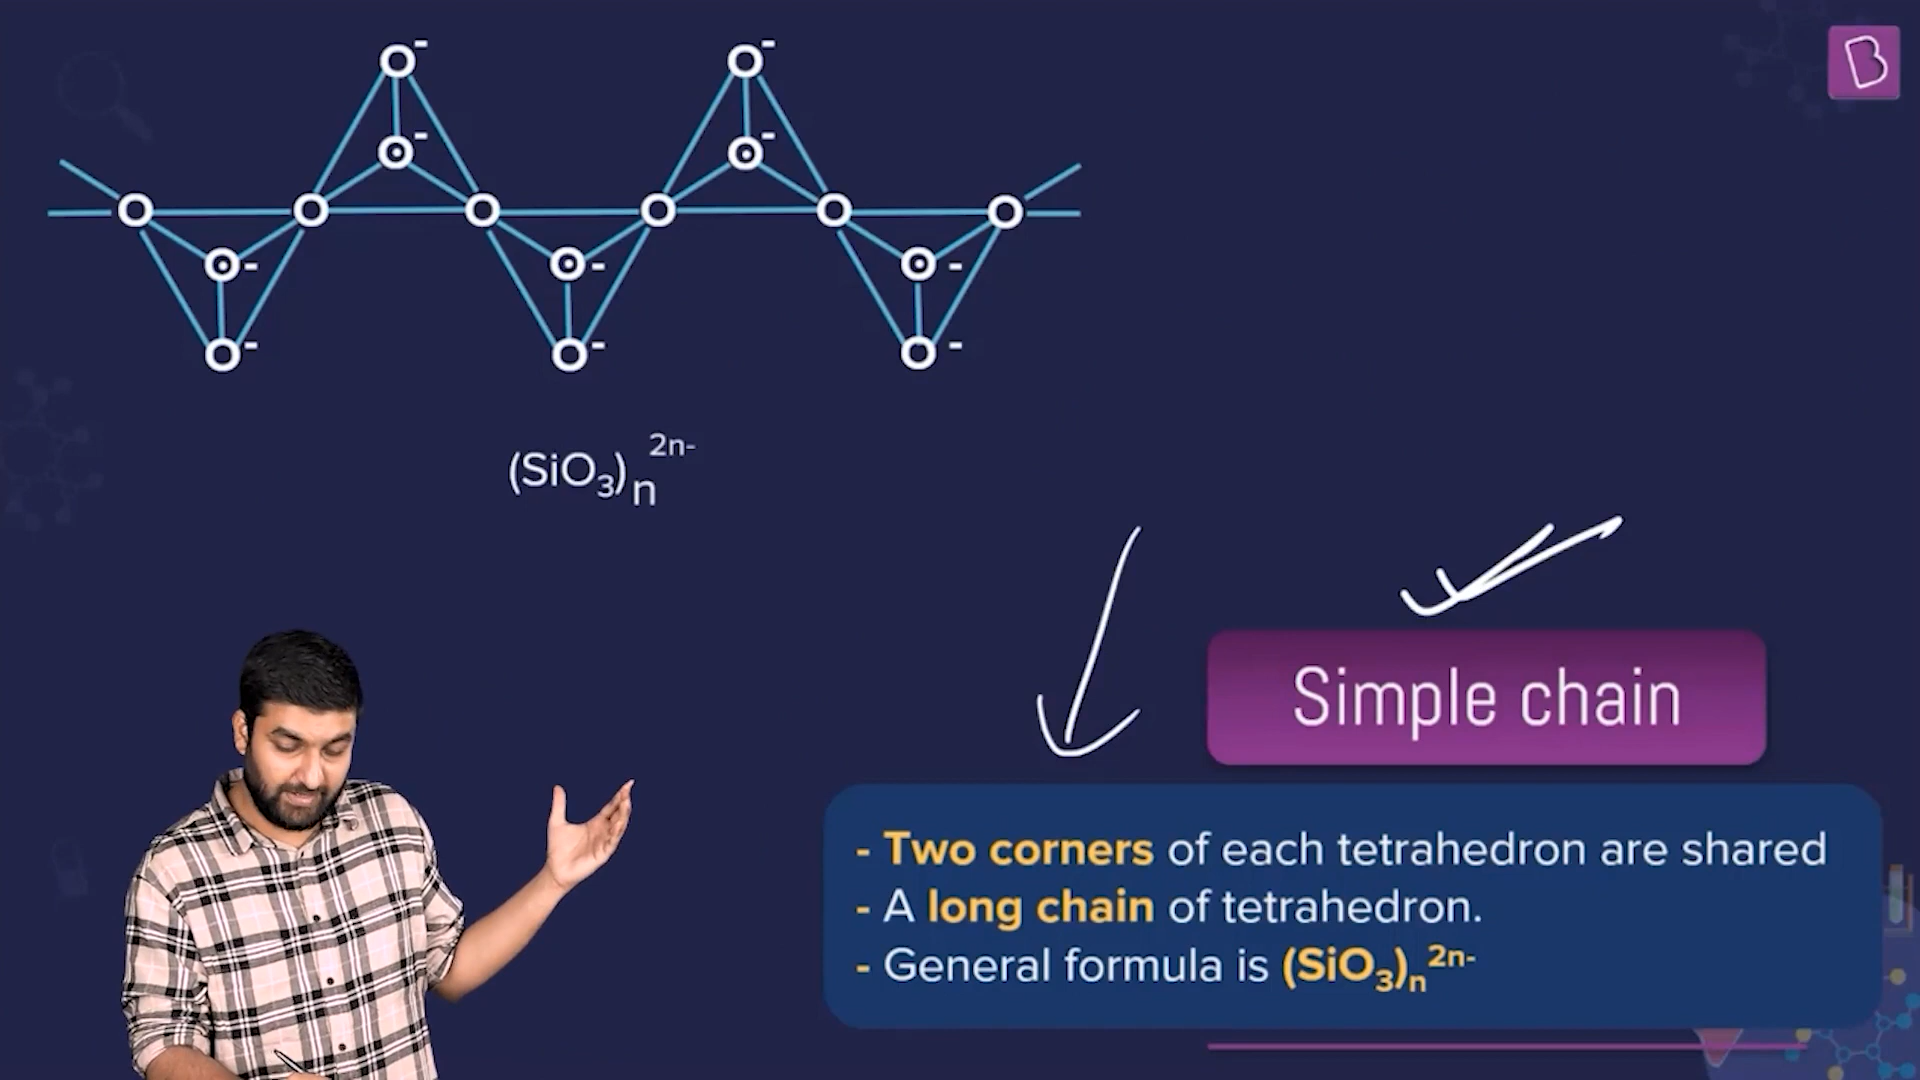 O⁻ O⁻
O⁻ O⁻
O O O O O O
O⁻ O⁻ O⁻
O⁻ O⁻ O⁻
(SiO₃)ₙ²ⁿ⁻
B
Simple chain
- Two corners of each tetrahedron are shared
- A long chain of tetrahedron.
- General formula is (SiO₃)ₙ²ⁿ⁻